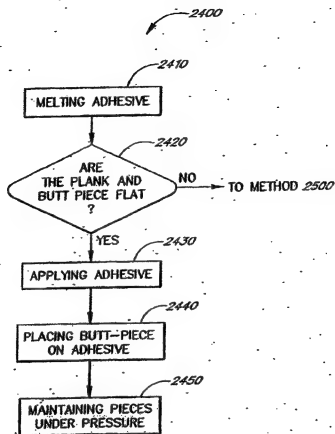 2400
2410
MELTING ADHESIVE
2420
ARE
THE PLANK AND
BUTT PIECE FLAT
?
NO
TO METHOD 2500
YES
2430
APPLYING ADHESIVE
2440
PLACING BUTT-PIECE
ON ADHESIVE
2450
MAINTAINING PIECES
UNDER PRESSURE